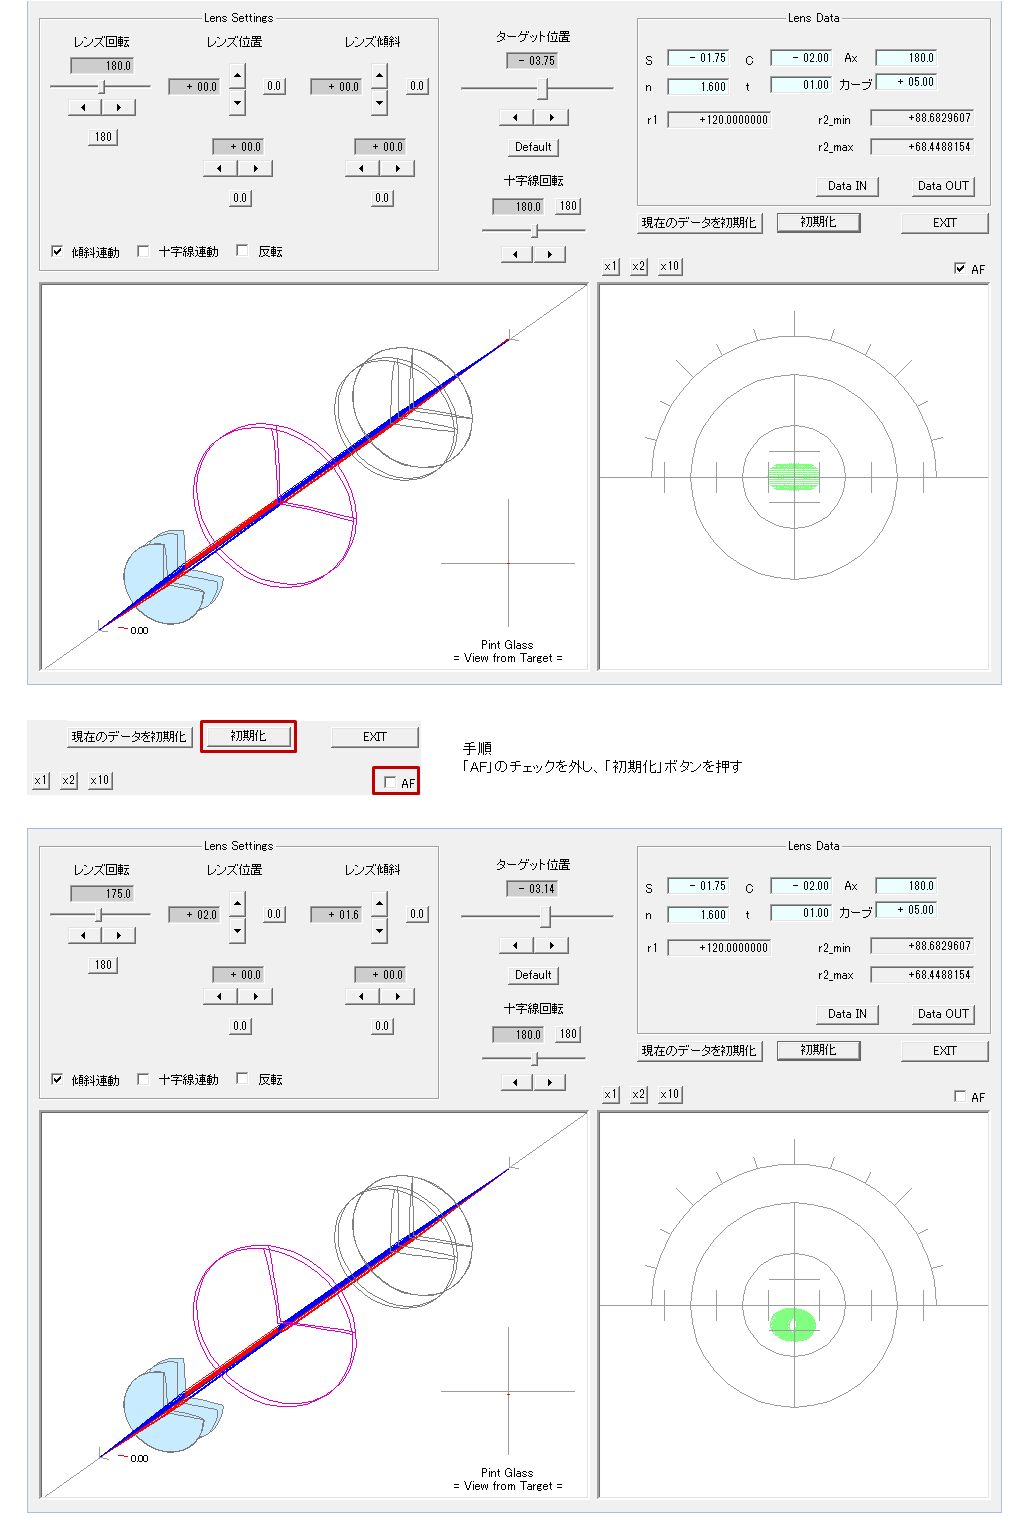 Lens Settings
レンズ回転
レンズ位置
レンズ傾斜
180.0
+ 00.0
0.0
+ 00.0
0.0
180
+ 00.0
+ 00.0
0.0
0.0
傾斜連動
十字線連動
反転
ターゲット位置
- 03.75
Default
十字線回転
180.0
180
Lens Data
S
- 01.75
C
- 02.00
Ax
180.0
n
1.600
t
01.00
カーブ
+ 05.00
r1
+120.0000000
r2_min
+88.6829607
r2_max
+68.4488154
Data IN
Data OUT
現在のデータを初期化
初期化
EXIT
x1
x2
x10
AF
0.00
Pint Glass
= View from Target =
現在のデータを初期化
初期化
EXIT
x1
x2
x10
AF
手順
「AF」のチェックを外し、「初期化」ボタンを押す
Lens Settings
レンズ回転
レンズ位置
レンズ傾斜
175.0
+ 02.0
0.0
+ 01.6
0.0
180
+ 00.0
+ 00.0
0.0
0.0
傾斜連動
十字線連動
反転
ターゲット位置
- 03.14
Default
十字線回転
180.0
180
Lens Data
S
- 01.75
C
- 02.00
Ax
180.0
n
1.600
t
01.00
カーブ
+ 05.00
r1
+120.0000000
r2_min
+88.6829607
r2_max
+68.4488154
Data IN
Data OUT
現在のデータを初期化
初期化
EXIT
x1
x2
x10
AF
0.00
Pint Glass
= View from Target =